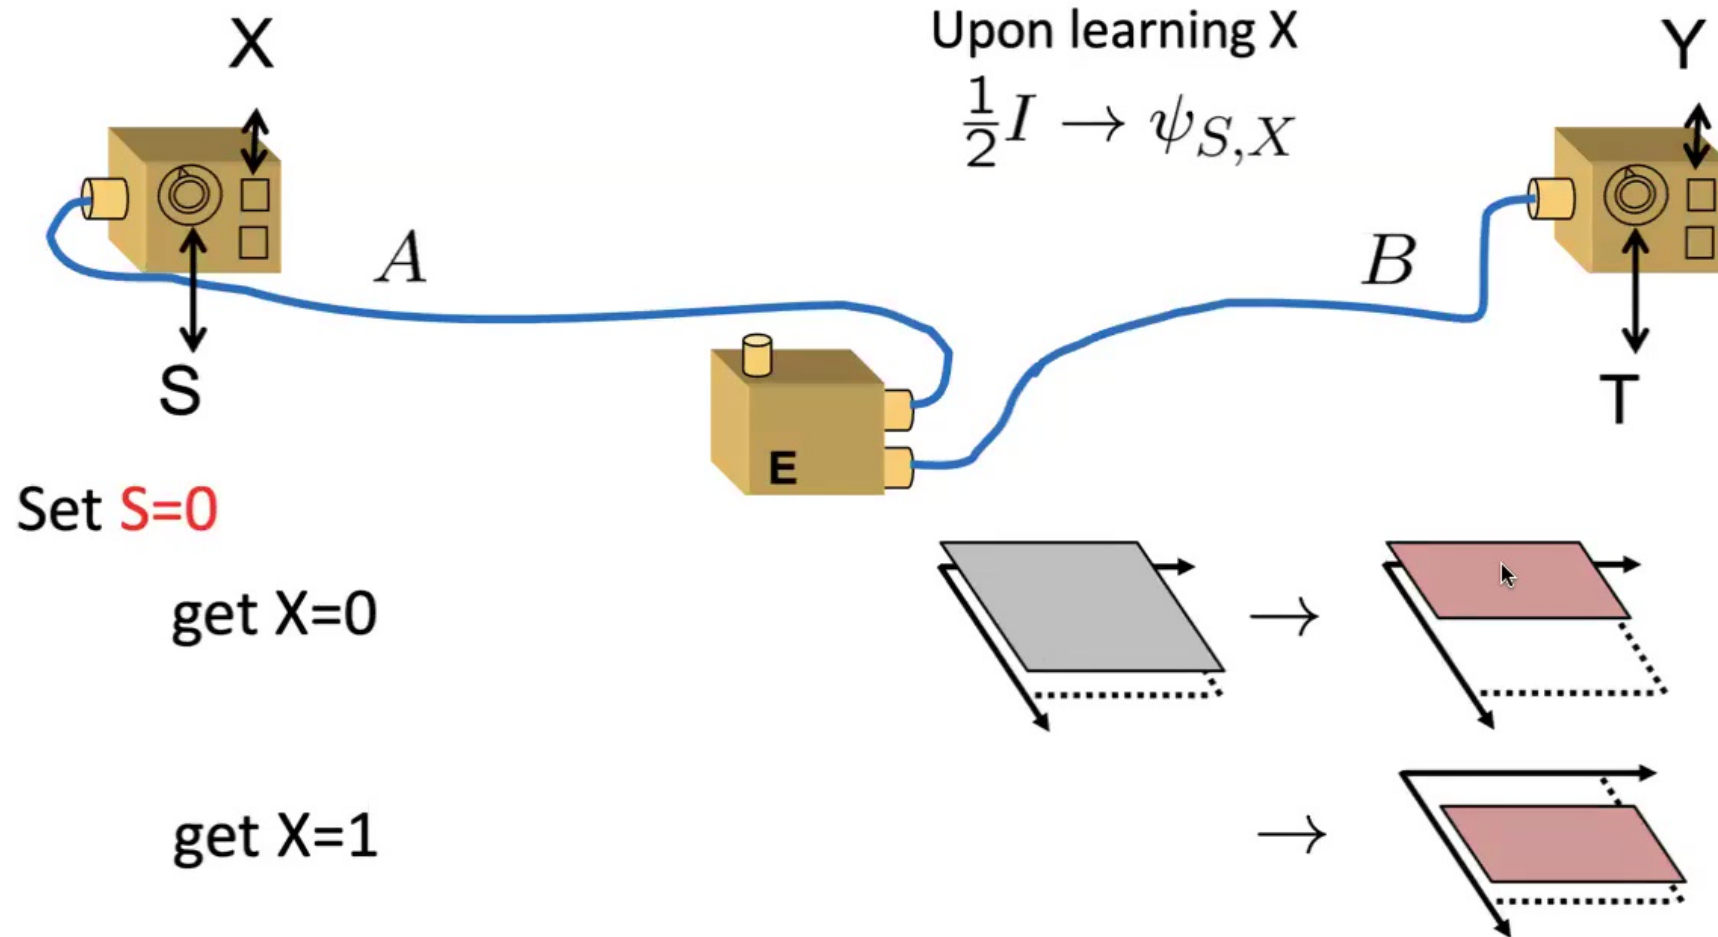 X
Upon learning X
Y
½I → ψ_{S,X}
A
B
S
T
E
Set S=0
get X=0
→
get X=1
→